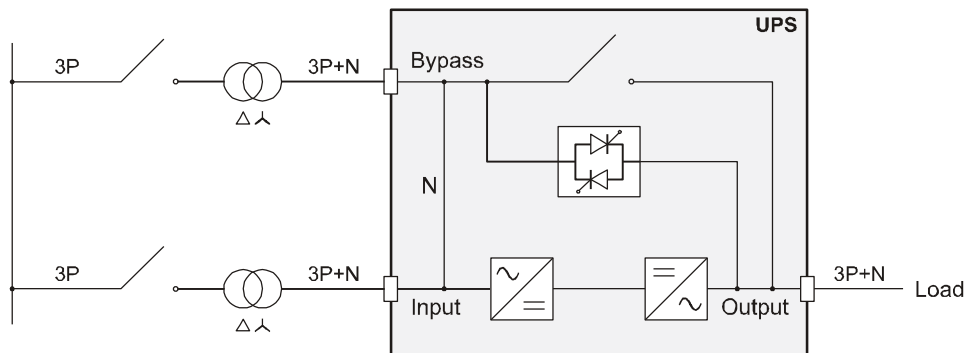 UPS
3P
3P+N
Bypass
△ ⅄
N
3P
3P+N
Input
Output
3P+N
Load
△ ⅄